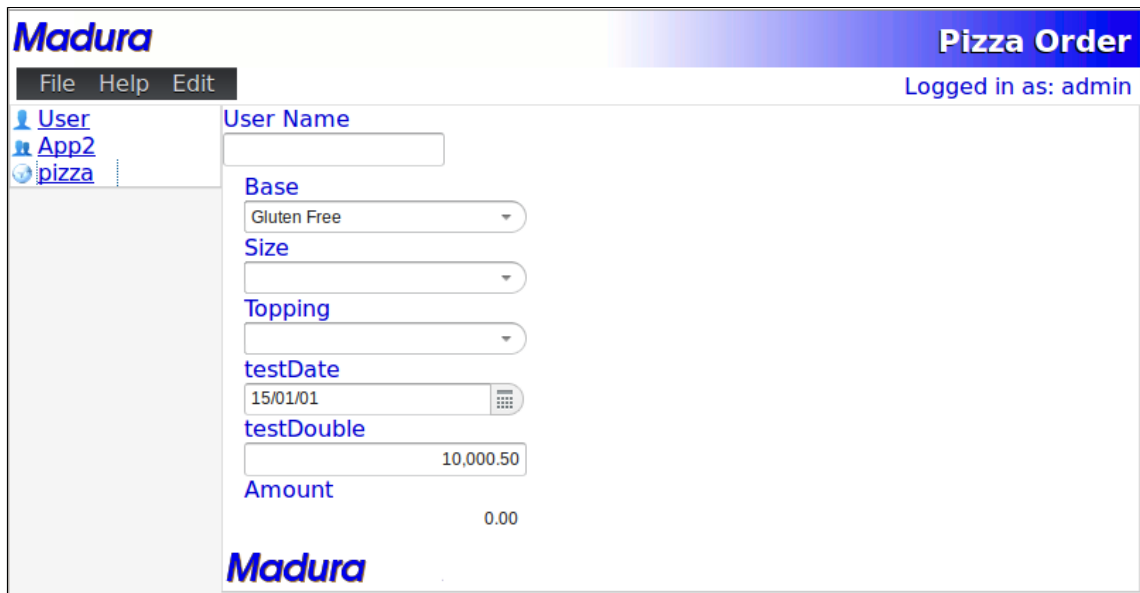 Madura
Pizza Order
File Help Edit
Logged in as: admin
User
App2
pizza
User Name
Base
Gluten Free
Size
Topping
testDate
15/01/01
testDouble
10,000.50
Amount
0.00
Madura